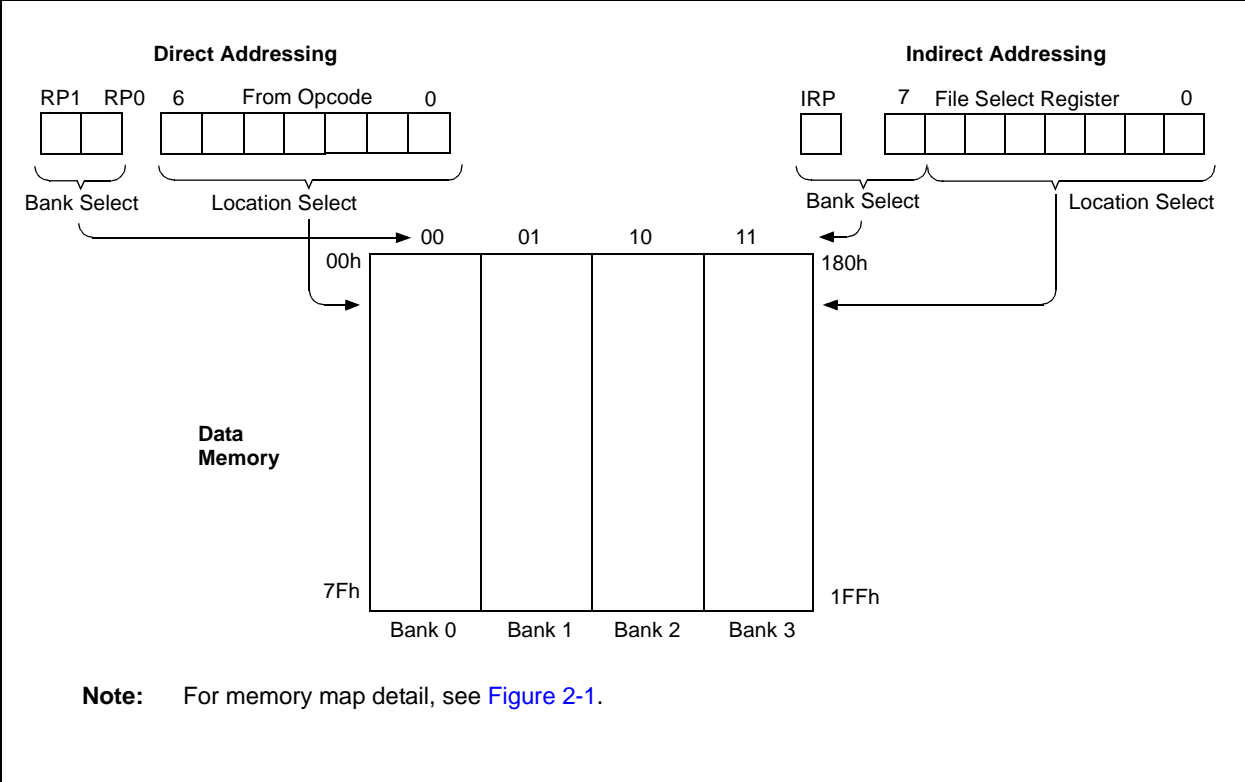 Direct Addressing
Indirect Addressing
RP1 RP0 6 From Opcode 0
IRP 7 File Select Register 0
Bank Select Location Select
Bank Select Location Select
00 01 10 11
00h
180h
Data
Memory
7Fh
1FFh
Bank 0 Bank 1 Bank 2 Bank 3
Note: For memory map detail, see Figure 2-1.